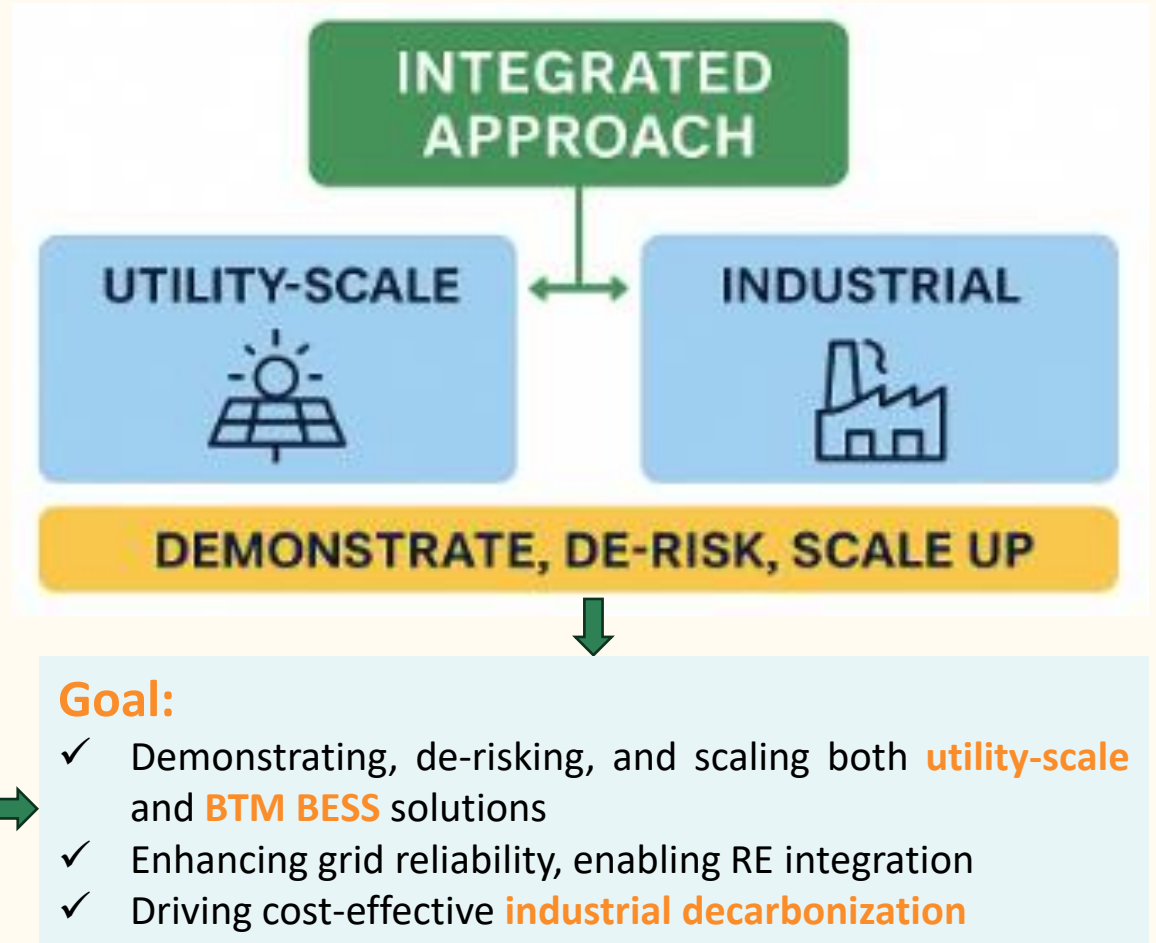 INTEGRATED
APPROACH
UTILITY-SCALE
INDUSTRIAL
DEMONSTRATE, DE-RISK, SCALE UP
Goal:
✓ Demonstrating, de-risking, and scaling both utility-scale
and BTM BESS solutions
✓ Enhancing grid reliability, enabling RE integration
✓ Driving cost-effective industrial decarbonization